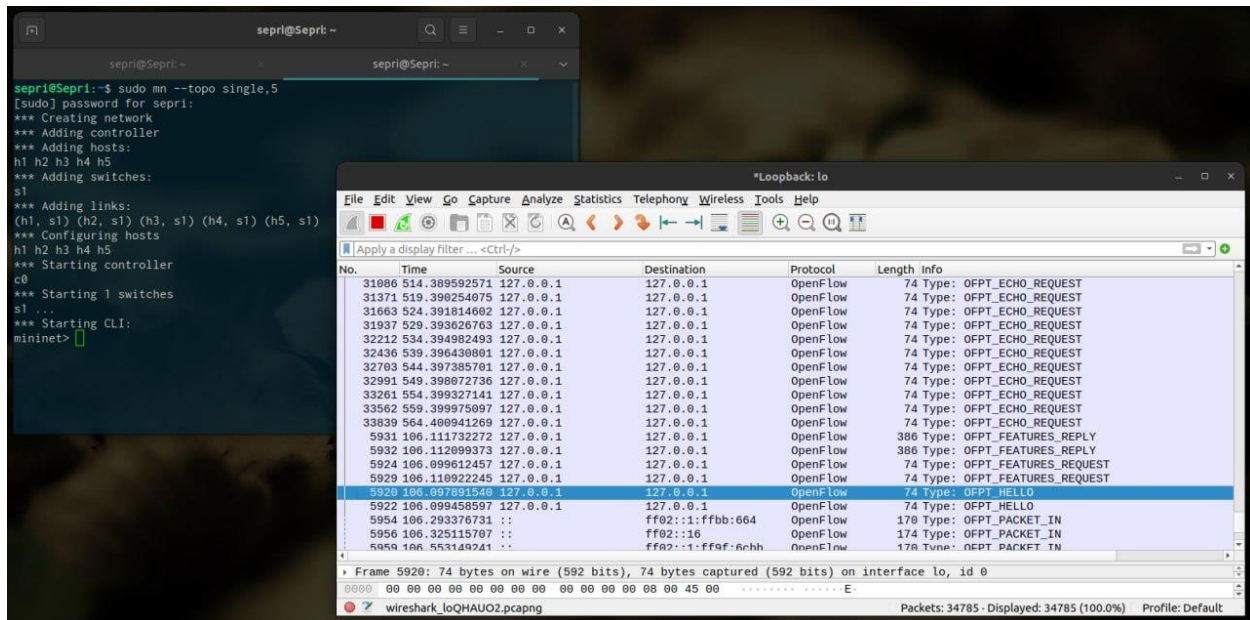 sepri@Sepri: ~
sepri@Sepri: ~
sepri@Sepri: ~
sepri@Sepri:~$ sudo mn --topo single,5
[sudo] password for sepri:
*** Creating network
*** Adding controller
*** Adding hosts:
h1 h2 h3 h4 h5
*** Adding switches:
s1
*** Adding links:
(h1, s1) (h2, s1) (h3, s1) (h4, s1) (h5, s1)
*** Configuring hosts
h1 h2 h3 h4 h5
*** Starting controller
c0
*** Starting 1 switches
s1 ...
*** Starting CLI:
mininet>
*Loopback: lo
File Edit View Go Capture Analyze Statistics Telephony Wireless Tools Help
Apply a display filter ... <Ctrl-/>
No. Time Source Destination Protocol Length Info
31086 514.389592571 127.0.0.1 127.0.0.1 OpenFlow 74 Type: OFPT_ECHO_REQUEST
31371 519.390254075 127.0.0.1 127.0.0.1 OpenFlow 74 Type: OFPT_ECHO_REQUEST
31663 524.391814602 127.0.0.1 127.0.0.1 OpenFlow 74 Type: OFPT_ECHO_REQUEST
31937 529.393626763 127.0.0.1 127.0.0.1 OpenFlow 74 Type: OFPT_ECHO_REQUEST
32212 534.394982493 127.0.0.1 127.0.0.1 OpenFlow 74 Type: OFPT_ECHO_REQUEST
32436 539.396430801 127.0.0.1 127.0.0.1 OpenFlow 74 Type: OFPT_ECHO_REQUEST
32703 544.397385701 127.0.0.1 127.0.0.1 OpenFlow 74 Type: OFPT_ECHO_REQUEST
32991 549.398072736 127.0.0.1 127.0.0.1 OpenFlow 74 Type: OFPT_ECHO_REQUEST
33261 554.399327141 127.0.0.1 127.0.0.1 OpenFlow 74 Type: OFPT_ECHO_REQUEST
33562 559.399975097 127.0.0.1 127.0.0.1 OpenFlow 74 Type: OFPT_ECHO_REQUEST
33839 564.400941269 127.0.0.1 127.0.0.1 OpenFlow 74 Type: OFPT_ECHO_REQUEST
5931 106.111732272 127.0.0.1 127.0.0.1 OpenFlow 386 Type: OFPT_FEATURES_REPLY
5932 106.112099373 127.0.0.1 127.0.0.1 OpenFlow 386 Type: OFPT_FEATURES_REPLY
5924 106.099612457 127.0.0.1 127.0.0.1 OpenFlow 74 Type: OFPT_FEATURES_REQUEST
5929 106.110922245 127.0.0.1 127.0.0.1 OpenFlow 74 Type: OFPT_FEATURES_REQUEST
5920 106.097891540 127.0.0.1 127.0.0.1 OpenFlow 74 Type: OFPT_HELLO
5922 106.099458597 127.0.0.1 127.0.0.1 OpenFlow 74 Type: OFPT_HELLO
5954 106.293376731 :: ff02::1:ffbb:664 OpenFlow 170 Type: OFPT_PACKET_IN
5956 106.325115707 :: ff02::16 OpenFlow 174 Type: OFPT_PACKET_IN
5959 106.553149241 :: ff02::1:ff9f:6cbb OpenFlow 170 Type: OFPT_PACKET_IN
Frame 5920: 74 bytes on wire (592 bits), 74 bytes captured (592 bits) on interface lo, id 0
0000 00 00 00 00 00 00 00 00 00 00 00 00 08 00 45 00 ········ ······E·
wireshark_loQHAUO2.pcapng Packets: 34785 · Displayed: 34785 (100.0%) Profile: Default